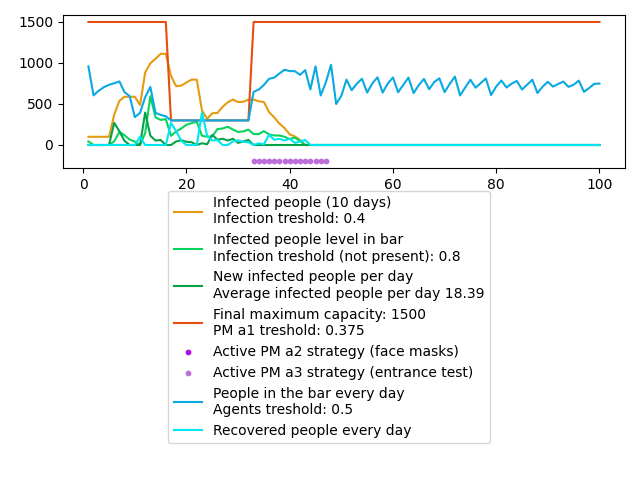 1500
1000
500
0
0 20 40 60 80 100
Infected people (10 days)
Infection treshold: 0.4
Infected people level in bar
Infection treshold (not present): 0.8
New infected people per day
Average infected people per day 18.39
Final maximum capacity: 1500
PM a1 treshold: 0.375
Active PM a2 strategy (face masks)
Active PM a3 strategy (entrance test)
People in the bar every day
Agents treshold: 0.5
Recovered people every day